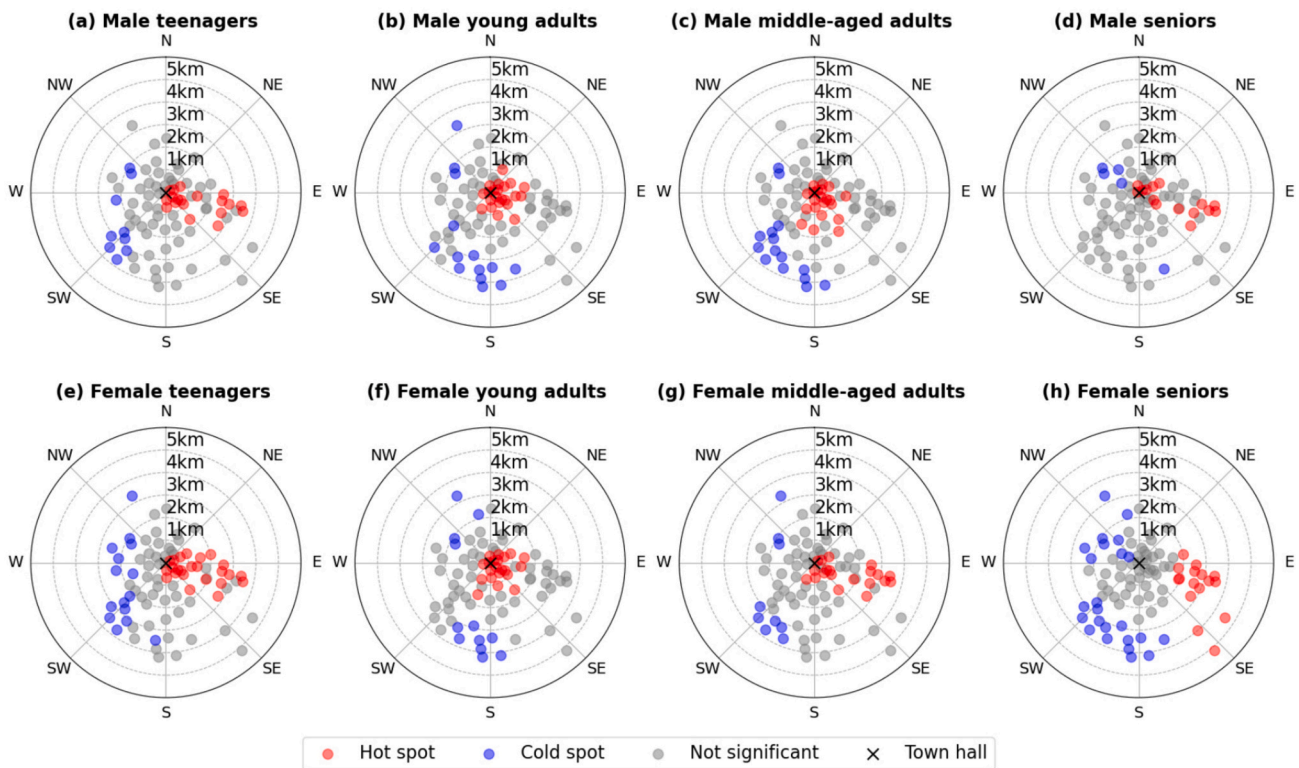 (a) Male teenagers
(b) Male young adults
(c) Male middle-aged adults
(d) Male seniors
N
N
N
N
NW
5km
4km
3km
2km
1km
NE
NW
5km
4km
3km
2km
1km
NE
NW
5km
4km
3km
2km
1km
NE
NW
5km
4km
3km
2km
1km
NE
W
E
W
E
W
E
W
E
SW
SE
SW
SE
SW
SE
SW
SE
S
S
S
S
(e) Female teenagers
(f) Female young adults
(g) Female middle-aged adults
(h) Female seniors
N
N
N
N
NW
5km
4km
3km
2km
1km
NE
NW
5km
4km
3km
2km
1km
NE
NW
5km
4km
3km
2km
1km
NE
NW
5km
4km
3km
2km
1km
NE
W
E
W
E
W
E
W
E
SW
SE
SW
SE
SW
SE
SW
SE
S
S
S
S
Hot spot
Cold spot
Not significant
Town hall